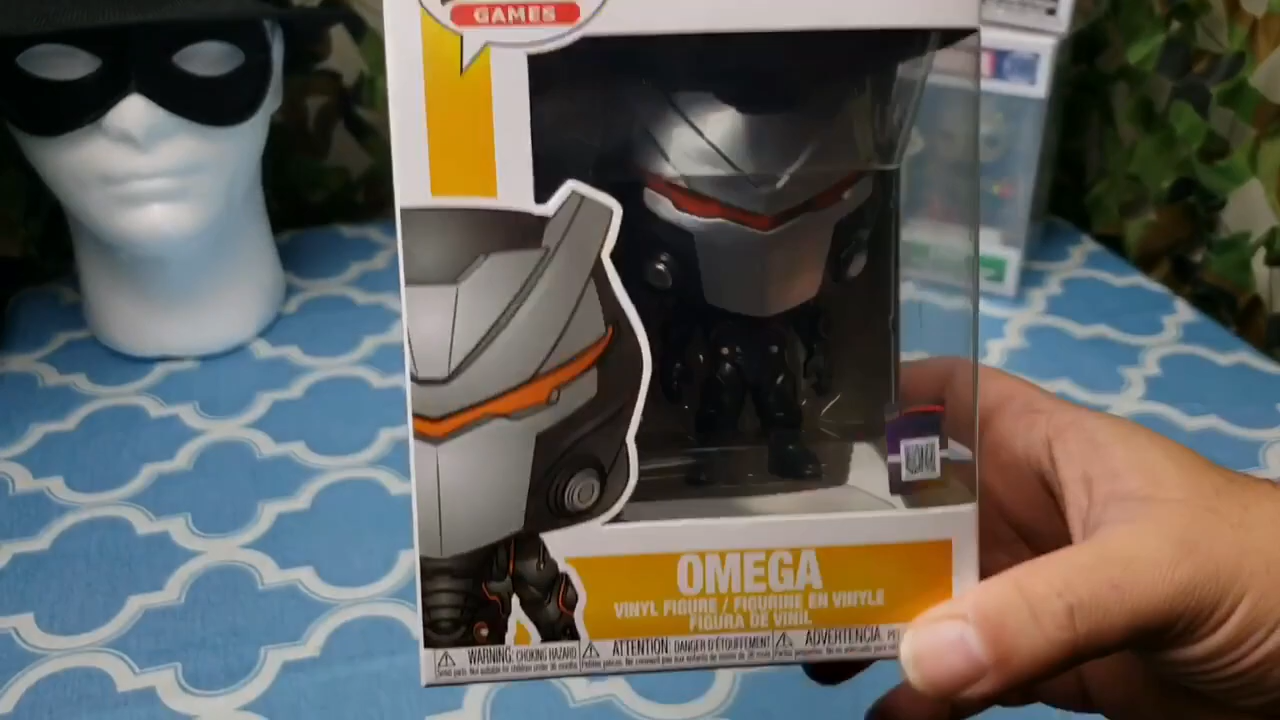 GAMES
OMEGA
VINYL FIGURE / FIGURINE EN VINYLE
FIGURA DE VINIL
WARNING: CHOKING HAZARD
ATTENTION: DANGER D'ÉTOUFFEMENT
ADVERTENCIA: